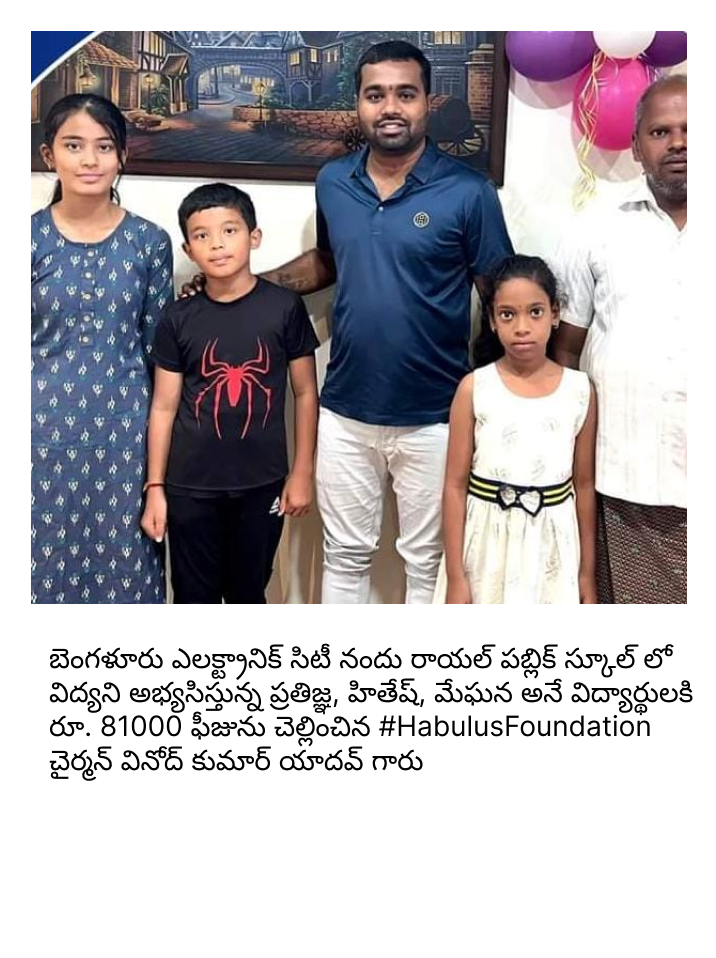 బెంగళూరు ఎలక్ట్రానిక్ సిటీ నందు రాయల్ పబ్లిక్ స్కూల్ లో
విద్యని అభ్యసిస్తున్న ప్రతిజ్ఞ, హితేష్, మేఘన అనే విద్యార్థులకి
రూ. 81000 ఫీజును చెల్లించిన #HabulusFoundation
చైర్మన్ వినోద్ కుమార్ యాదవ్ గారు